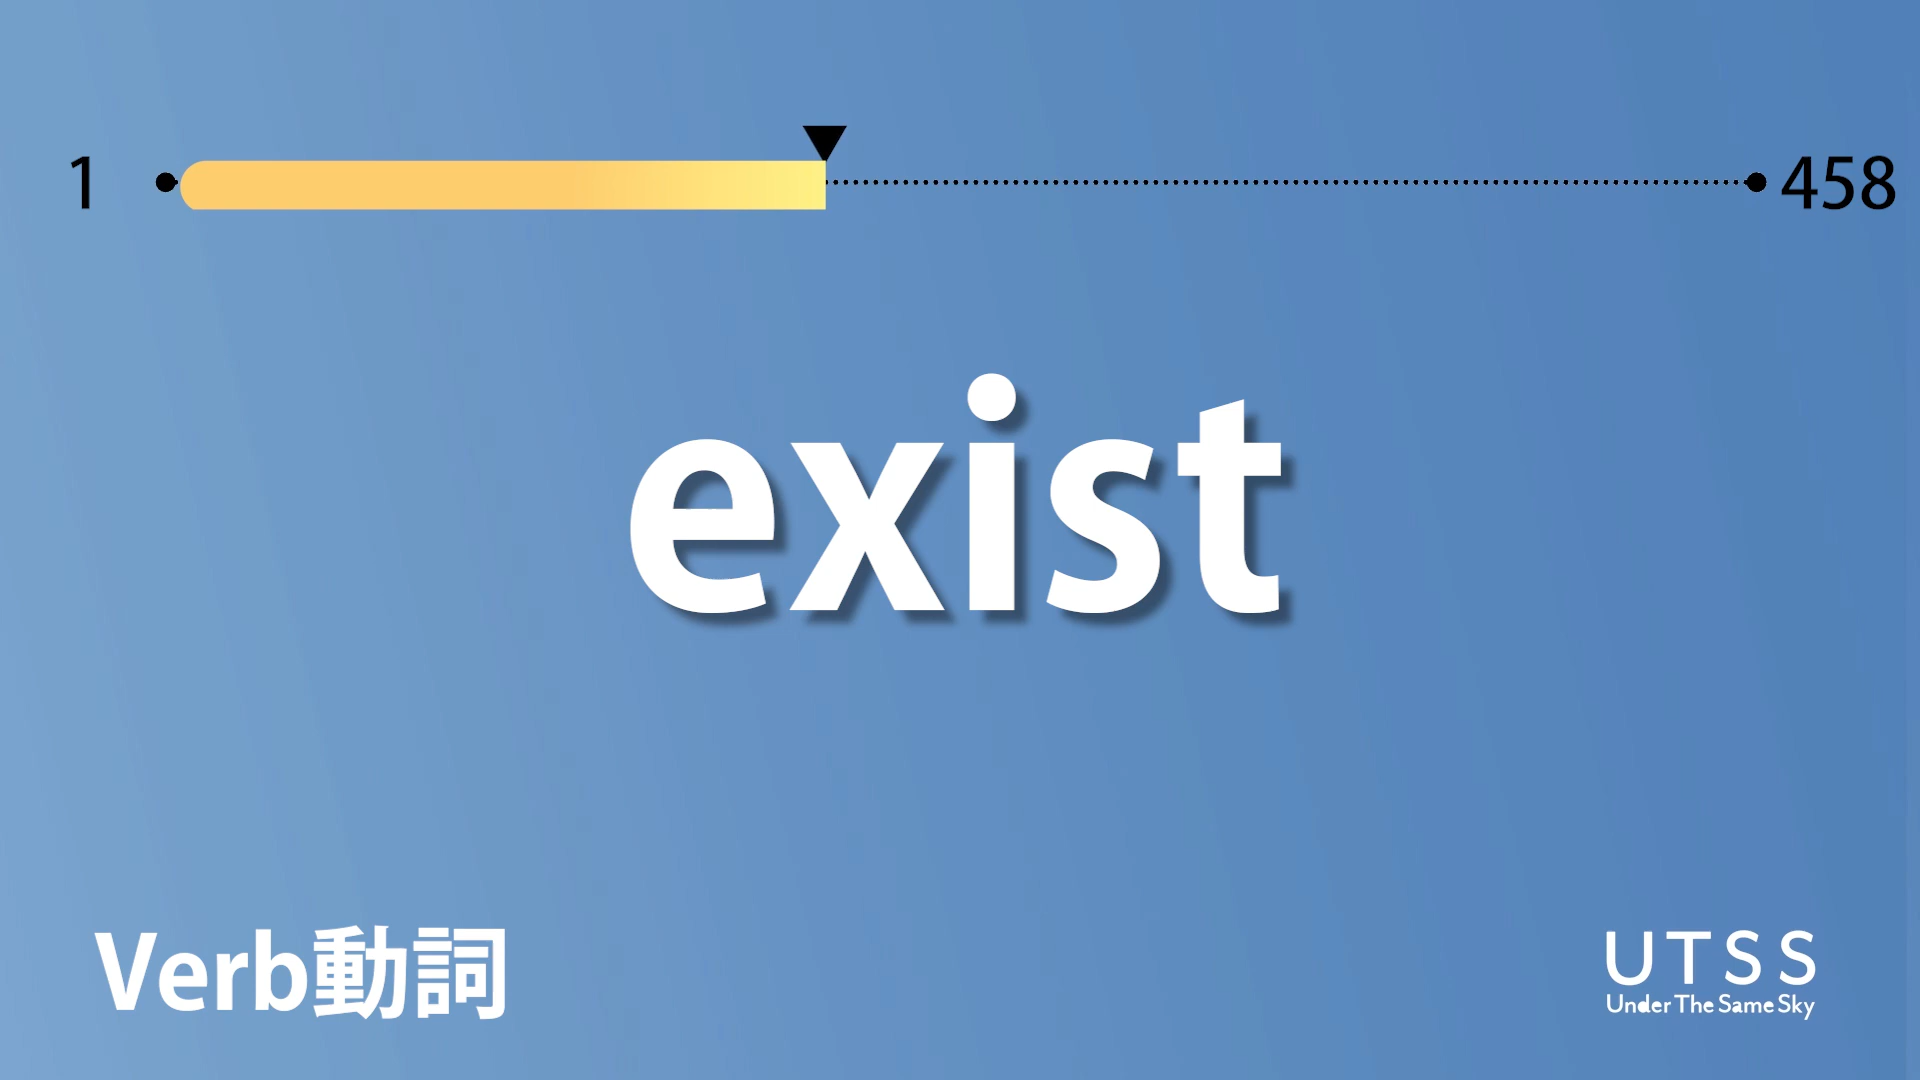 1
458
exist
Verb動詞
UTSS
Under The Same Sky